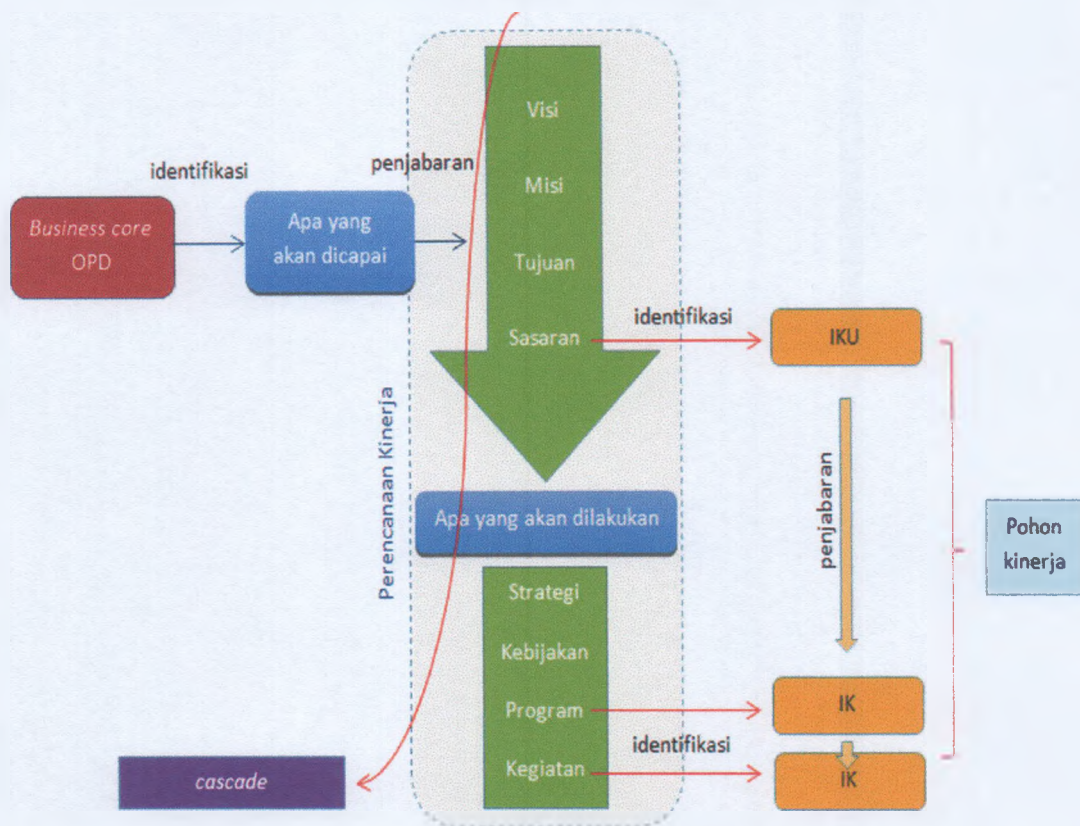 Visi
identifikasi
penjabaran
Misi
Business core
OPD
Apa yang
akan dicapai
Tujuan
Sasaran
identifikasi
IKU
Perencanaan Kinerja
penjabaran
Apa yang akan dilakukan
Pohon
kinerja
Strategi
Kebijakan
Program
IK
identifikasi
Kegiatan
IK
cascade